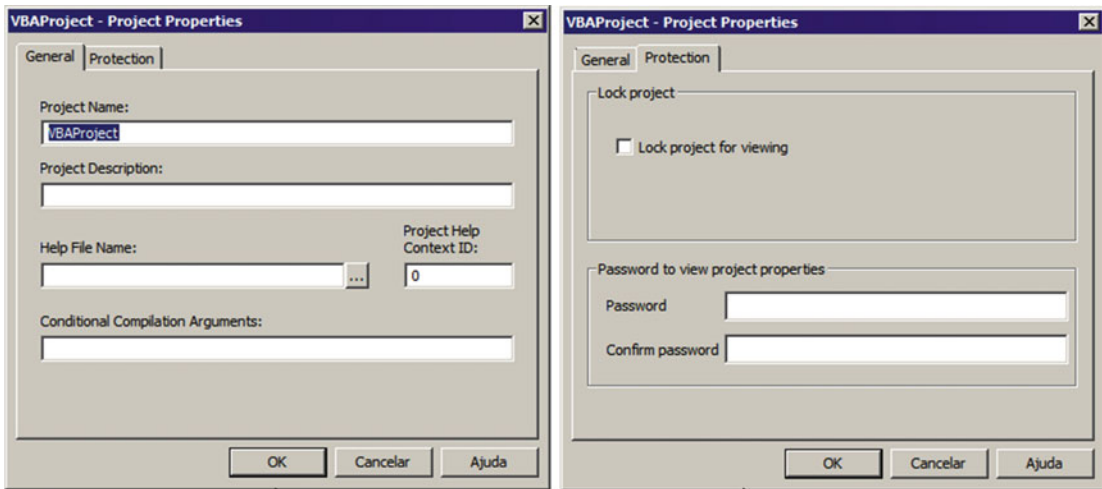 VBAProject - Project Properties
General
Protection
Project Name:
VBAProject
Project Description:
Help File Name:
Project Help
Context ID:
...
0
Conditional Compilation Arguments:
OK
Cancelar
Ajuda
VBAProject - Project Properties
General
Protection
Lock project
Lock project for viewing
Password to view project properties
Password
Confirm password
OK
Cancelar
Ajuda